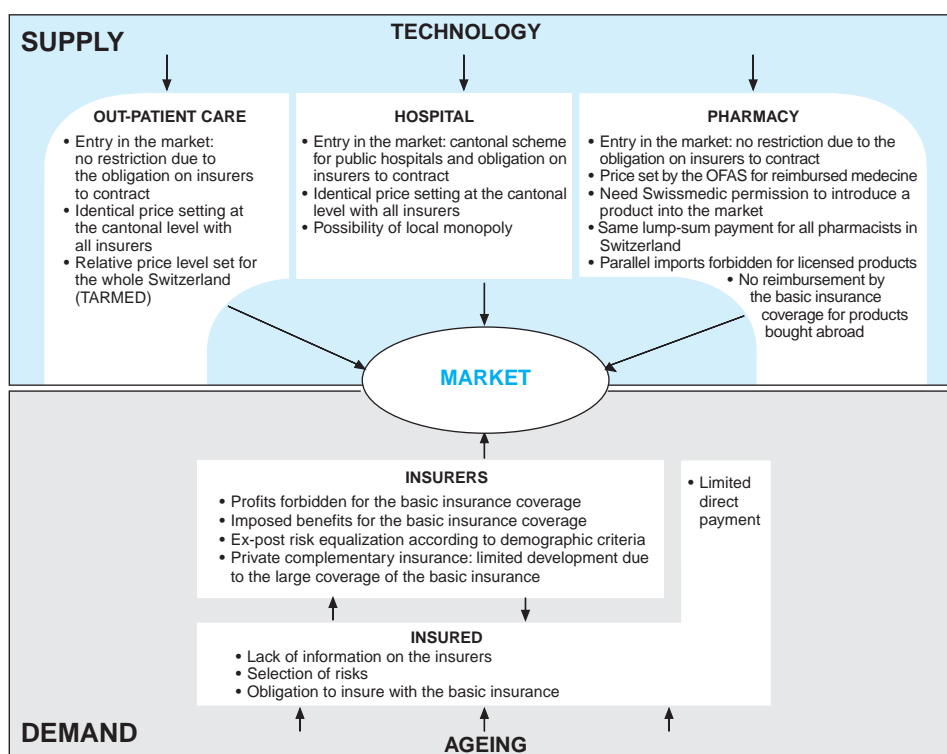 SUPPLY
TECHNOLOGY
OUT-PATIENT CARE
• Entry in the market:
no restriction due to
the obligation on insurers
to contract
• Identical price setting at
the cantonal level with
all insurers
• Relative price level set for
the whole Switzerland
(TARMED)
HOSPITAL
• Entry in the market: cantonal scheme
for public hospitals and obligation on
insurers to contract
• Identical price setting at the cantonal
level with all insurers
• Possibility of local monopoly
PHARMACY
• Entry in the market: no restriction due to the
obligation on insurers to contract
• Price set by the OFAS for reimbursed medecine
• Need Swissmedic permission to introduce a
product into the market
• Same lump-sum payment for all pharmacists in
Switzerland
• Parallel imports forbidden for licensed products
• No reimbursement by
the basic insurance
coverage for products
bought abroad
MARKET
INSURERS
• Profits forbidden for the basic insurance coverage
• Imposed benefits for the basic insurance coverage
• Ex-post risk equalization according to demographic criteria
• Private complementary insurance: limited development due
to the large coverage of the basic insurance
• Limited
direct
payment
INSURED
• Lack of information on the insurers
• Selection of risks
• Obligation to insure with the basic insurance
DEMAND
AGEING